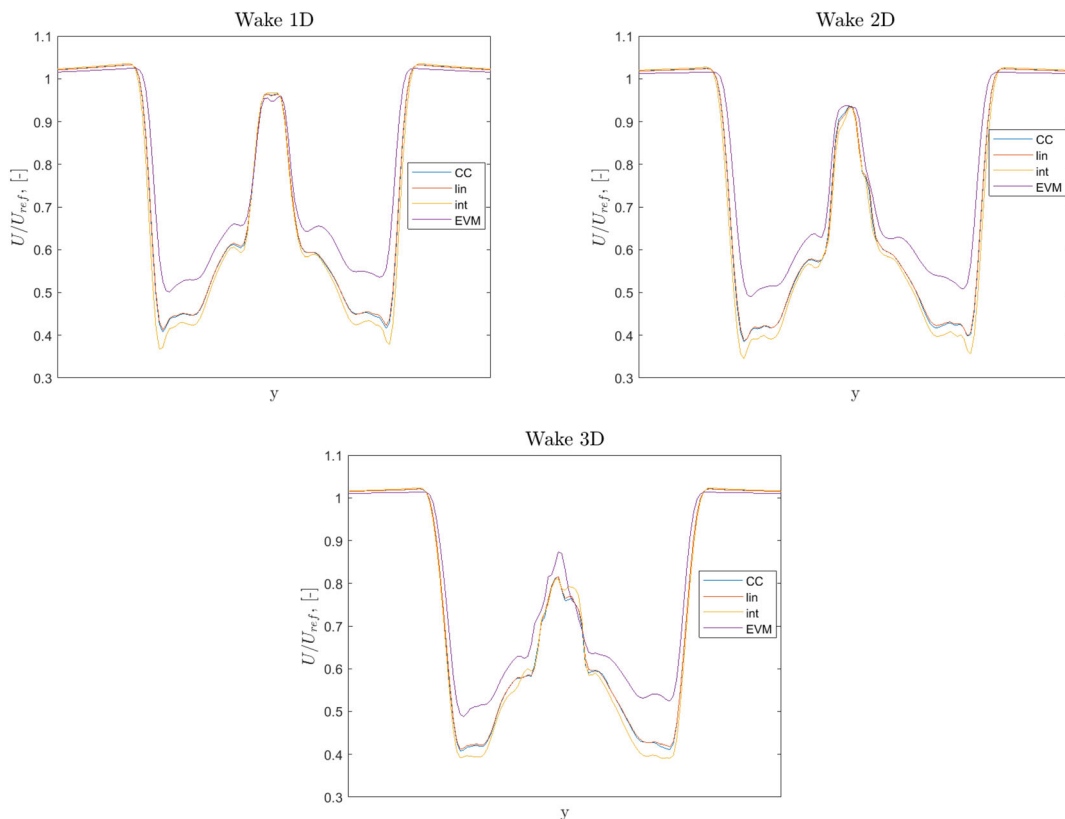 Wake 1D
1.1
1
0.9
0.8
0.7
0.6
0.5
0.4
0.3
U/U_ref, [-]
CC
lin
int
EVM
y
Wake 2D
1.1
1
0.9
0.8
0.7
0.6
0.5
0.4
0.3
U/U_ref, [-]
CC
lin
int
EVM
y
Wake 3D
1.1
1
0.9
0.8
0.7
0.6
0.5
0.4
0.3
U/U_ref, [-]
CC
lin
int
EVM
y